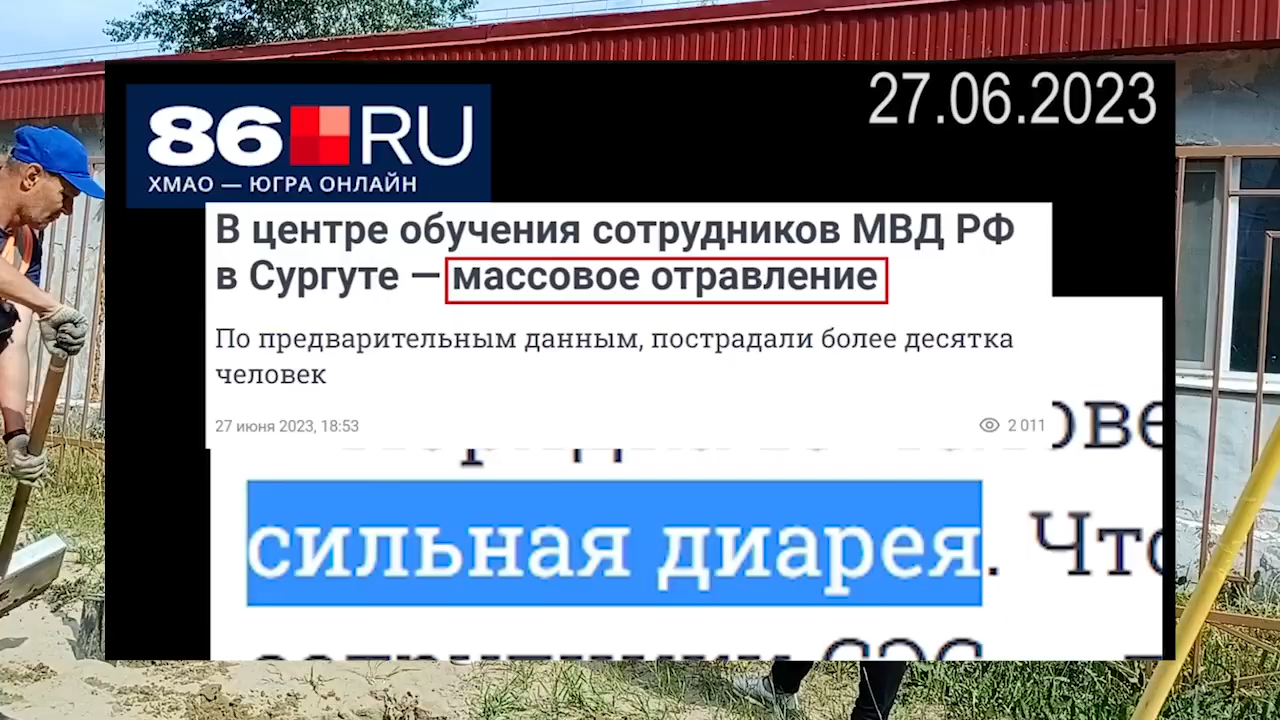 27.06.2023
86 RU
ХМАО — ЮГРА ОНЛАЙН
В центре обучения сотрудников МВД РФ
в Сургуте — массовое отравление
По предварительным данным, пострадали более десятка
человек
27 июня 2023, 18:53
2 011
сильная диарея. Что